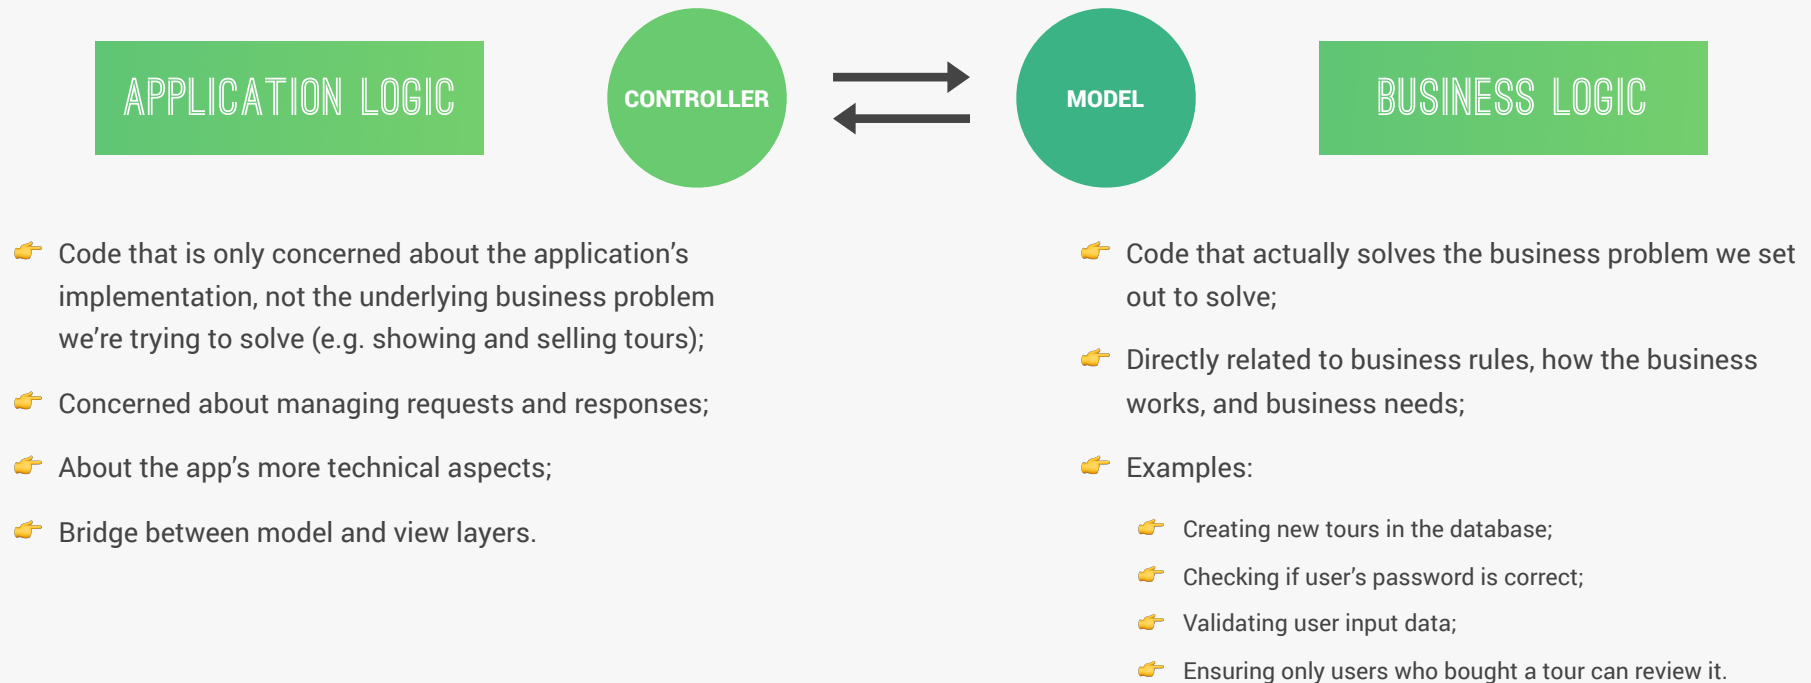 APPLICATION LOGIC
CONTROLLER
MODEL
BUSINESS LOGIC
Code that is only concerned about the application’s
implementation, not the underlying business problem
we’re trying to solve (e.g. showing and selling tours);
Concerned about managing requests and responses;
About the app’s more technical aspects;
Bridge between model and view layers.
Code that actually solves the business problem we set
out to solve;
Directly related to business rules, how the business
works, and business needs;
Examples:
Creating new tours in the database;
Checking if user’s password is correct;
Validating user input data;
Ensuring only users who bought a tour can review it.